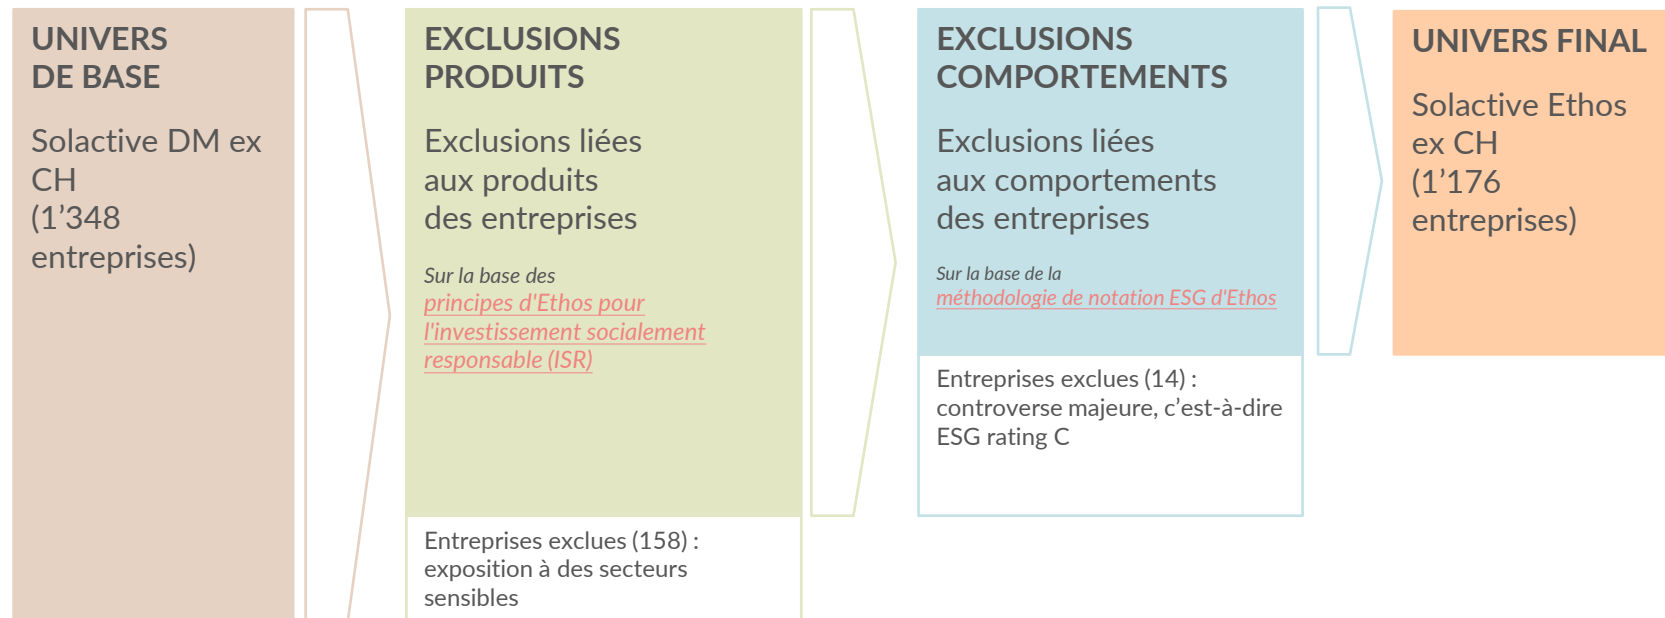 UNIVERS
DE BASE
Solactive DM ex
CH
(1’348
entreprises)
EXCLUSIONS
PRODUITS
Exclusions liées
aux produits
des entreprises
Sur la base des
principes d'Ethos pour
l'investissement socialement
responsable (ISR)
Entreprises exclues (158) :
exposition à des secteurs
sensibles
EXCLUSIONS
COMPORTEMENTS
Exclusions liées
aux comportements
des entreprises
Sur la base de la
méthodologie de notation ESG d'Ethos
Entreprises exclues (14) :
controverse majeure, c’est-à-dire
ESG rating C
UNIVERS FINAL
Solactive Ethos
ex CH
(1’176
entreprises)